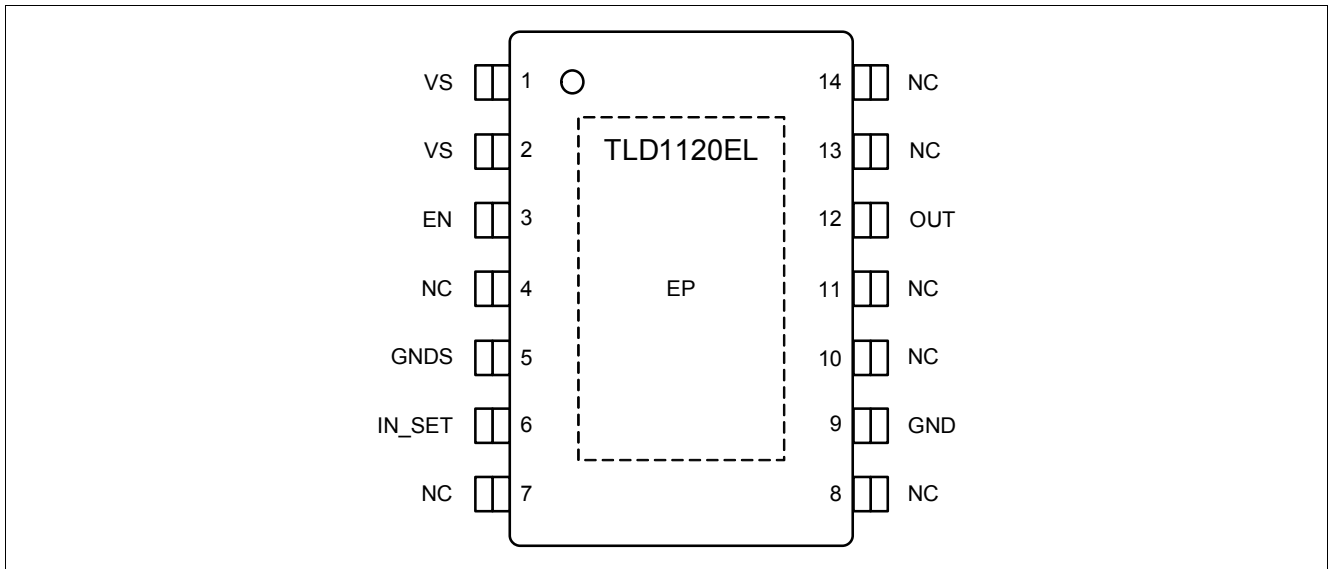 VS 1 14 NC
VS 2 TLD1120EL 13 NC
EN 3 12 OUT
NC 4 EP 11 NC
GNDS 5 10 NC
IN_SET 6 9 GND
NC 7 8 NC